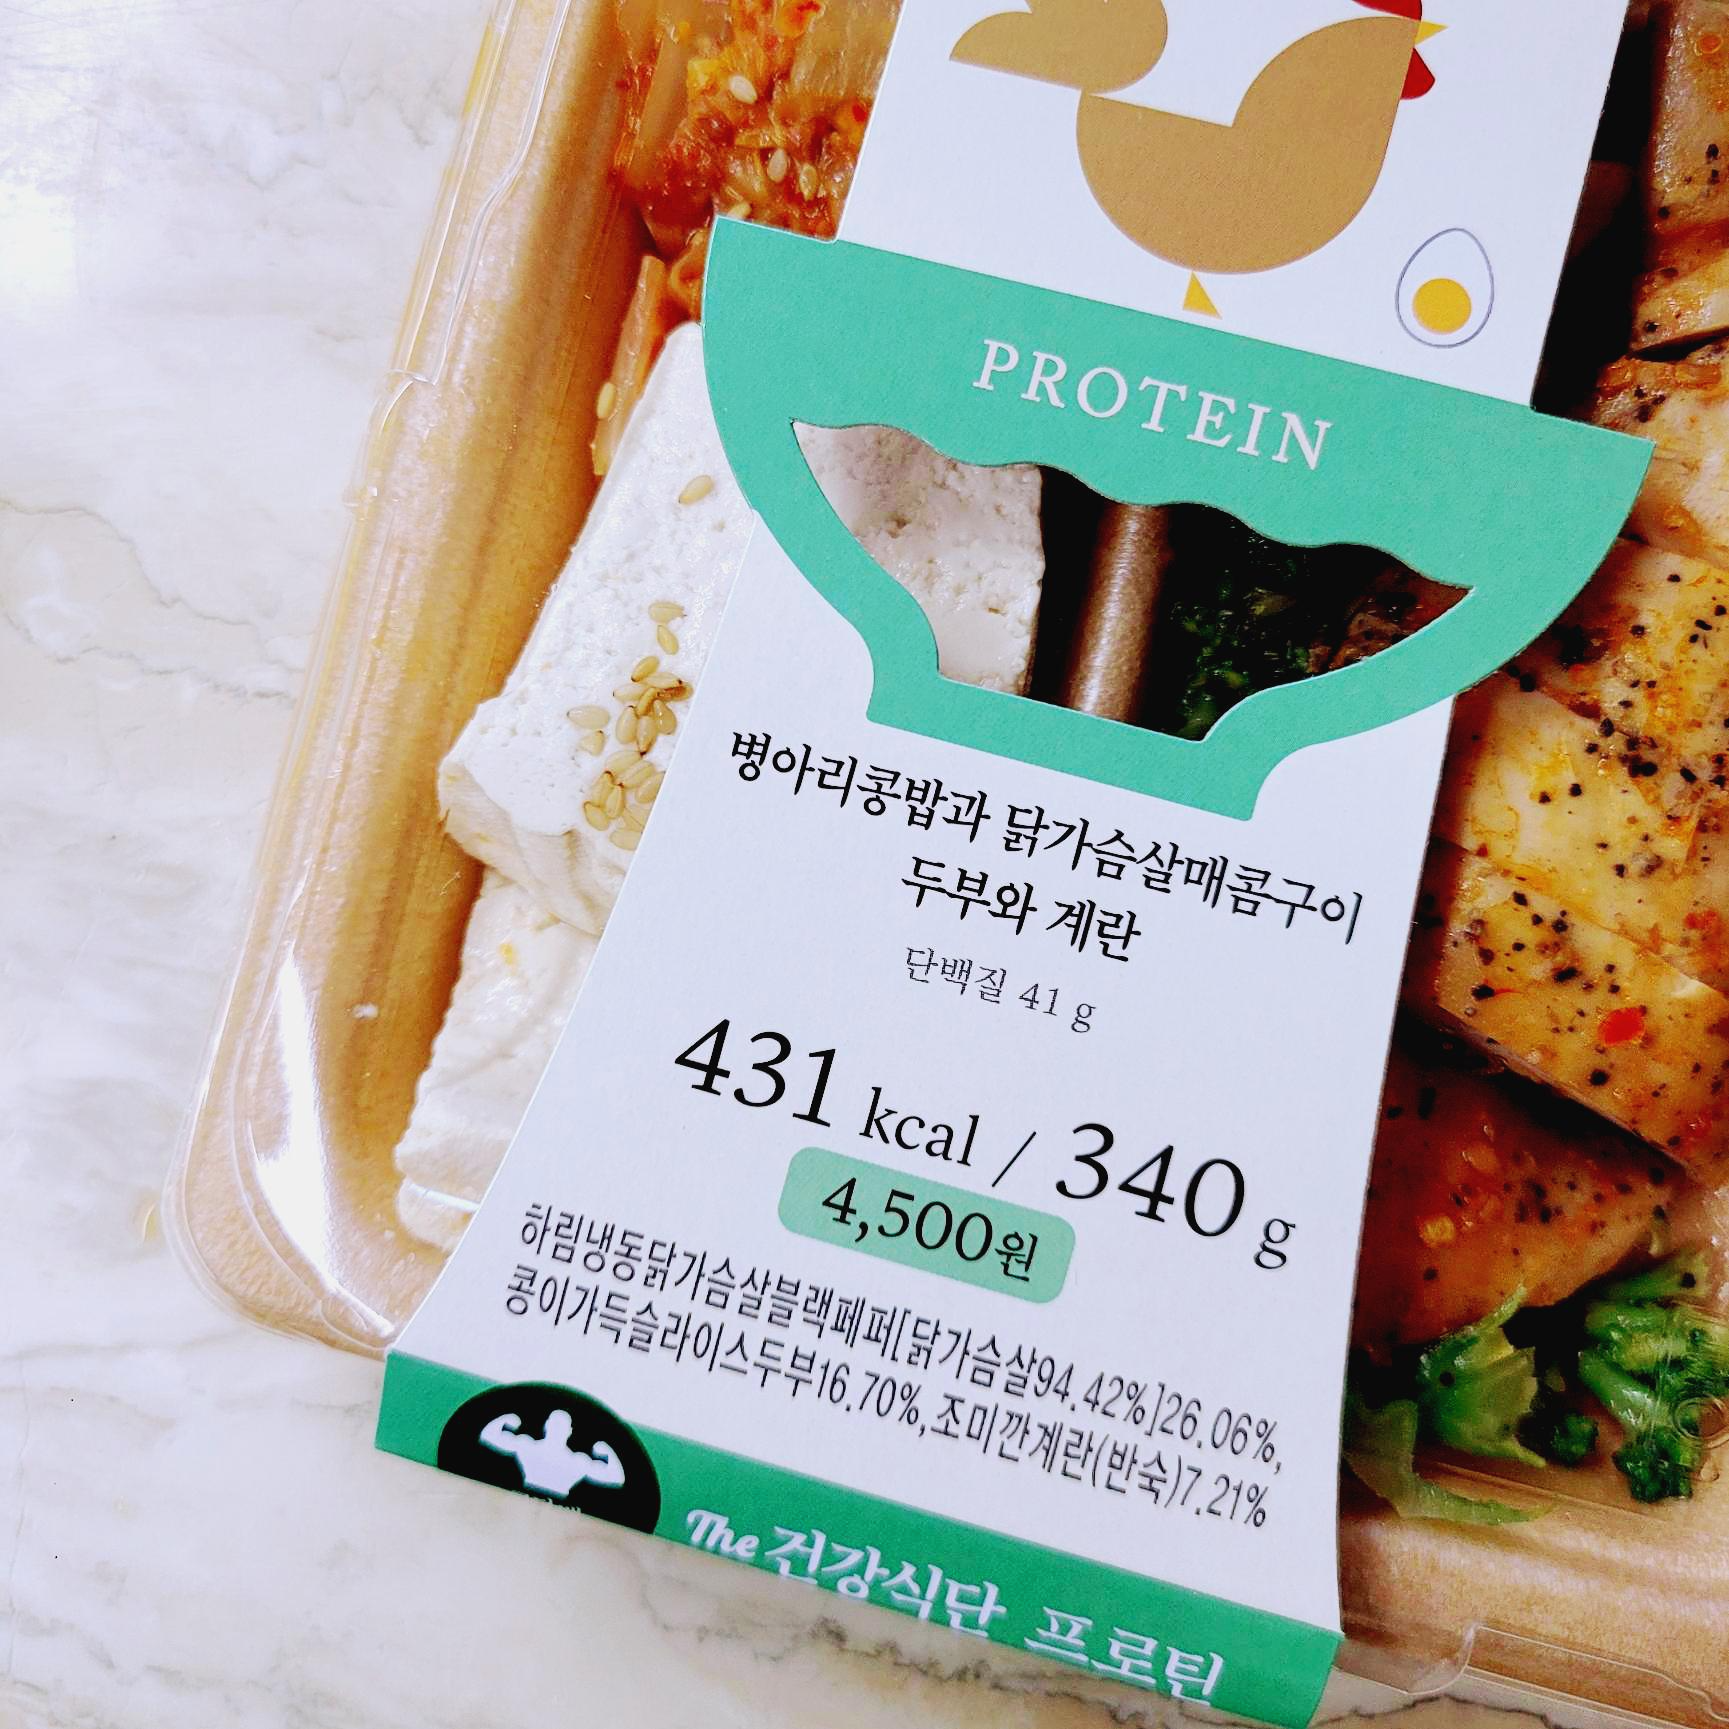 PROTEIN
병아리콩밥과 닭가슴살매콤구이
두부와 계란
단백질 41 g
431 kcal / 340 g
4,500원
하림냉동닭가슴살블랙페퍼[닭가슴살94.42%]26.06%,
콩이가득슬라이스두부16.70%,조미깐계란(반숙)7.21%
The 건강식단 프로틴